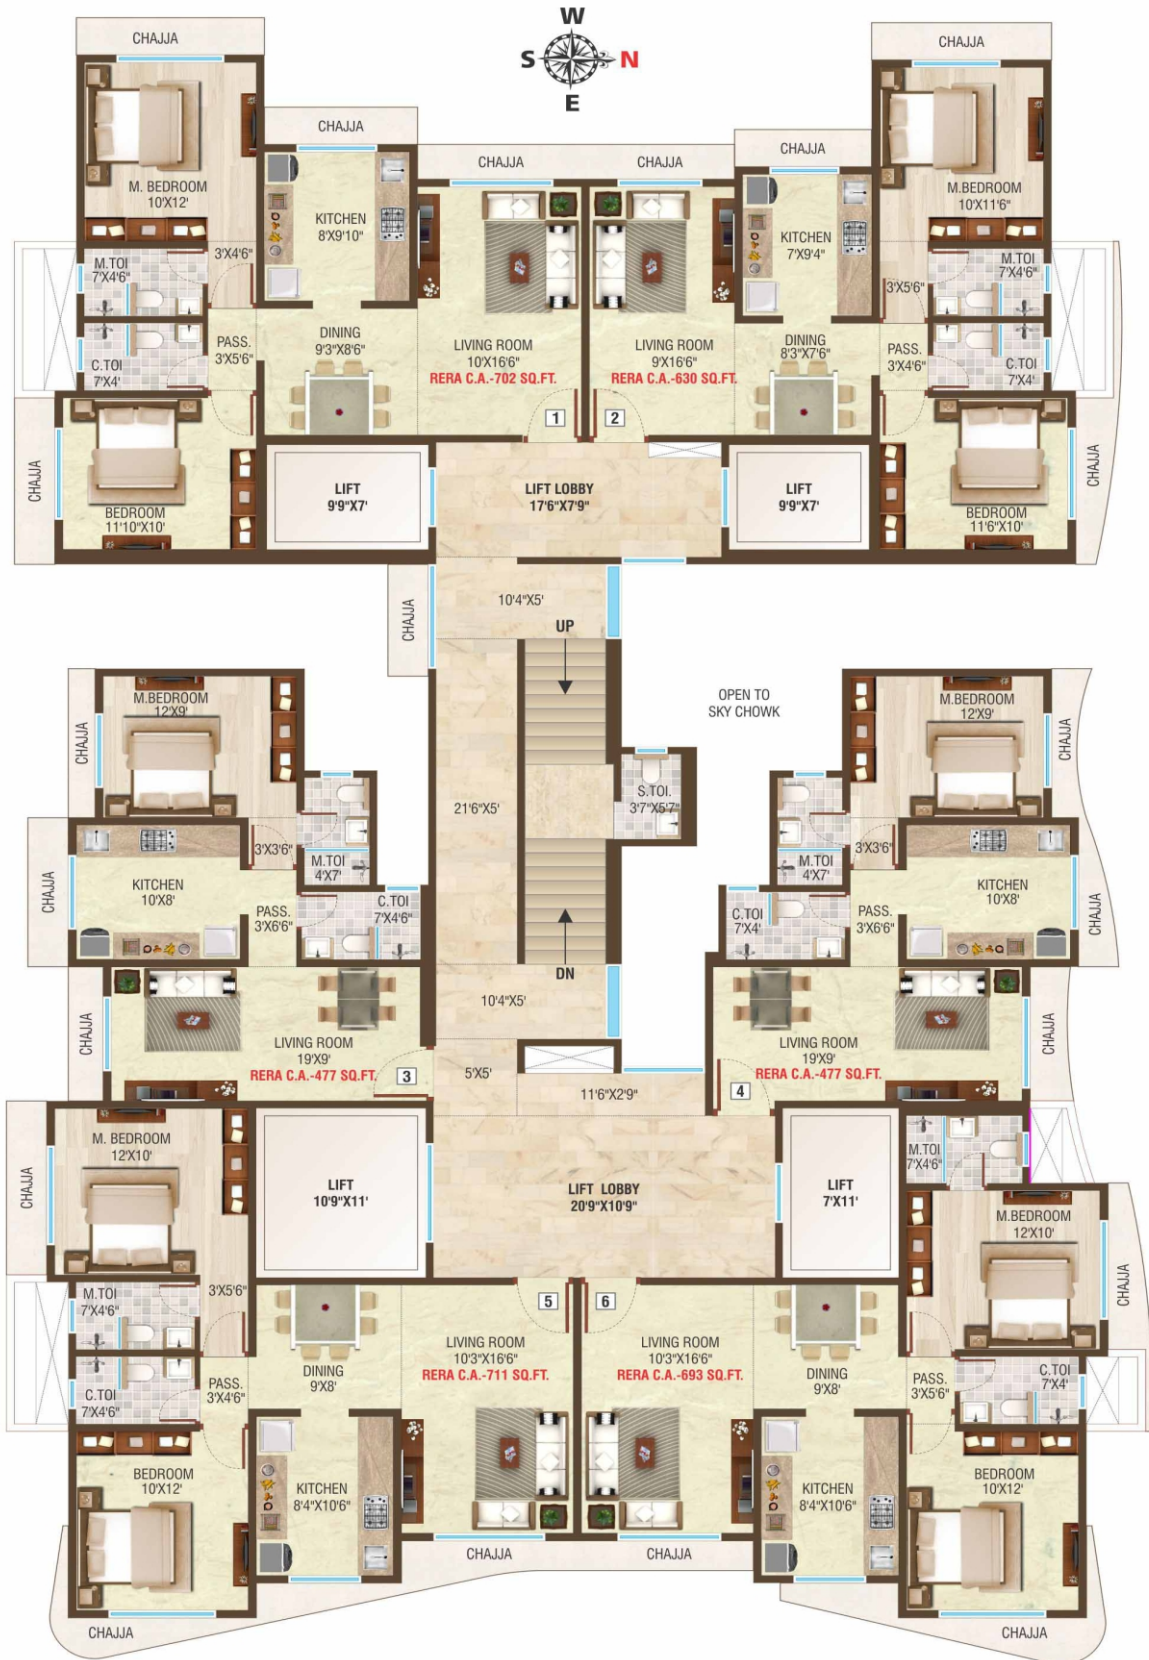 W
S
N
E
CHAJJA
CHAJJA
CHAJJA
CHAJJA
CHAJJA
CHAJJA
M. BEDROOM
10'X12'
KITCHEN
8'X9'10"
KITCHEN
7'X9'4"
M.BEDROOM
10'X11'6"
3'X4'6"
M.TOI
7'X4'6"
C.TOI
7'X4'
PASS.
3'X5'6"
DINING
9'3"X8'6"
LIVING ROOM
10'X16'6"
RERA C.A.-702 SQ.FT.
LIVING ROOM
9'X16'6"
RERA C.A.-630 SQ.FT.
DINING
8'3"X7'6"
3'X5'6"
PASS.
3'X4'6"
M.TOI
7'X4'6"
C.TOI
7'X4'
1
2
CHAJJA
BEDROOM
11'10"X10'
LIFT
9'9"X7'
LIFT LOBBY
17'6"X7'9"
LIFT
9'9"X7'
BEDROOM
11'6"X10'
CHAJJA
CHAJJA
10'4"X5'
UP
OPEN TO
SKY CHOWK
CHAJJA
M.BEDROOM
12'X9'
M.BEDROOM
12'X9'
CHAJJA
21'6"X5'
S.TOI.
3'7"X5'7"
3'X3'6"
M.TOI
4'X7'
M.TOI
4'X7'
3'X3'6"
CHAJJA
KITCHEN
10'X8'
PASS.
3'X6'6"
C.TOI
7'X4'6"
C.TOI
7'X4'
PASS.
3'X6'6"
KITCHEN
10'X8'
CHAJJA
DN
10'4"X5'
CHAJJA
LIVING ROOM
19'X9'
RERA C.A.-477 SQ.FT.
3
5'X5'
11'6"X2'9"
LIVING ROOM
19'X9'
RERA C.A.-477 SQ.FT.
4
CHAJJA
CHAJJA
M. BEDROOM
12'X10'
LIFT
10'9"X11'
LIFT LOBBY
20'9"X10'9"
LIFT
7'X11'
M.TOI
7'X4'6"
M.BEDROOM
12'X10'
CHAJJA
3'X5'6"
M.TOI
7'X4'6"
C.TOI
7'X4'6"
PASS.
3'X4'6"
DINING
9'X8'
5
6
LIVING ROOM
10'3"X16'6"
RERA C.A.-711 SQ.FT.
LIVING ROOM
10'3"X16'6"
RERA C.A.-693 SQ.FT.
DINING
9'X8'
PASS.
3'X5'6"
C.TOI
7'X4'
BEDROOM
10'X12'
KITCHEN
8'4"X10'6"
KITCHEN
8'4"X10'6"
BEDROOM
10'X12'
CHAJJA
CHAJJA
CHAJJA
CHAJJA